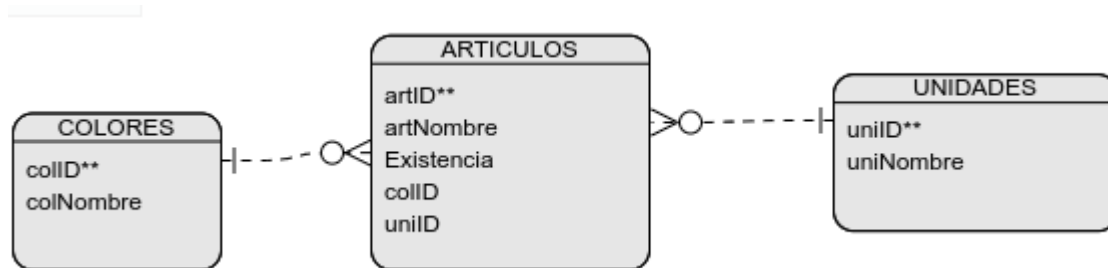 COLORES
colID**
colNombre
ARTICULOS
artID**
artNombre
Existencia
colID
uniID
UNIDADES
uniID**
uniNombre